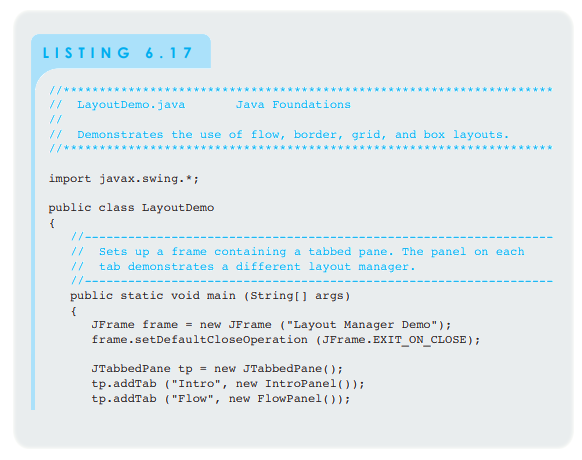 LISTING 6.17
//********************************************************************
//  LayoutDemo.java       Java Foundations
//
//  Demonstrates the use of flow, border, grid, and box layouts.
//********************************************************************
import javax.swing.*;
public class LayoutDemo
{
//-----------------------------------------------------------------
//  Sets up a frame containing a tabbed pane. The panel on each
//  tab demonstrates a different layout manager.
//-----------------------------------------------------------------
public static void main (String[] args)
{
JFrame frame = new JFrame ("Layout Manager Demo");
frame.setDefaultCloseOperation (JFrame.EXIT_ON_CLOSE);
JTabbedPane tp = new JTabbedPane();
tp.addTab ("Intro", new IntroPanel());
tp.addTab ("Flow", new FlowPanel());